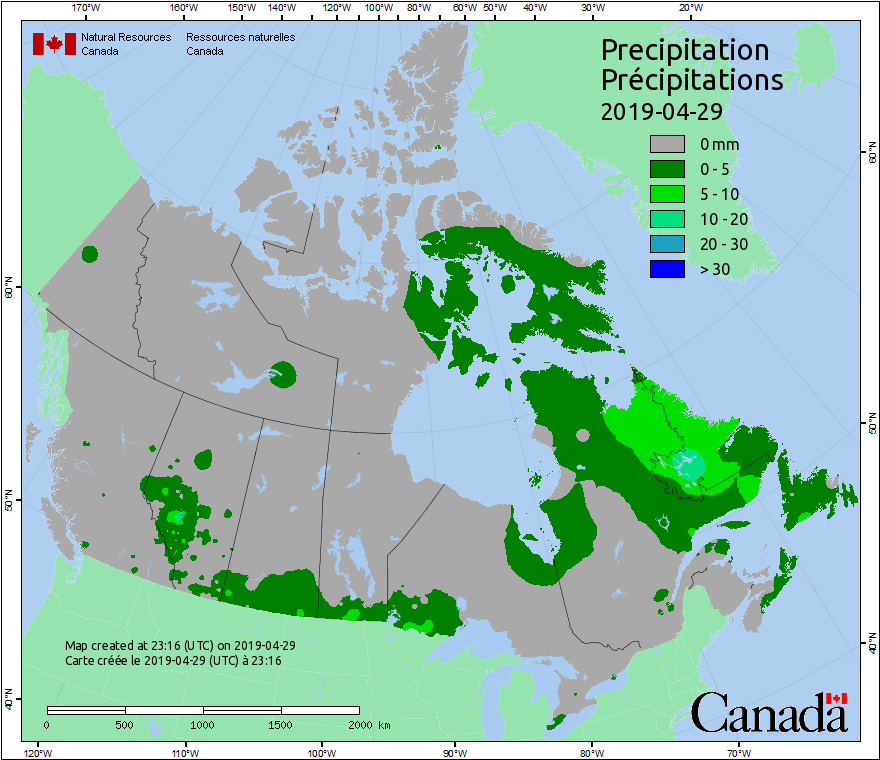 170°W 160°W 150°W 140°W 120°W 100°W 80°W 60°W 50°W 40°W 30°W 20°W
Natural Resources Ressources naturelles
Canada Canada
Precipitation
Précipitations
2019-04-29
0 mm
0 - 5
5 - 10
10 - 20
20 - 30
> 30
60°N
60°N
50°N
50°N
40°N
40°N
Map created at 23:16 (UTC) on 2019-04-29
Carte créée le 2019-04-29 (UTC) à 23:16
0 500 1000 1500 2000 km
Canada
120°W 110°W 100°W 90°W 80°W 70°W